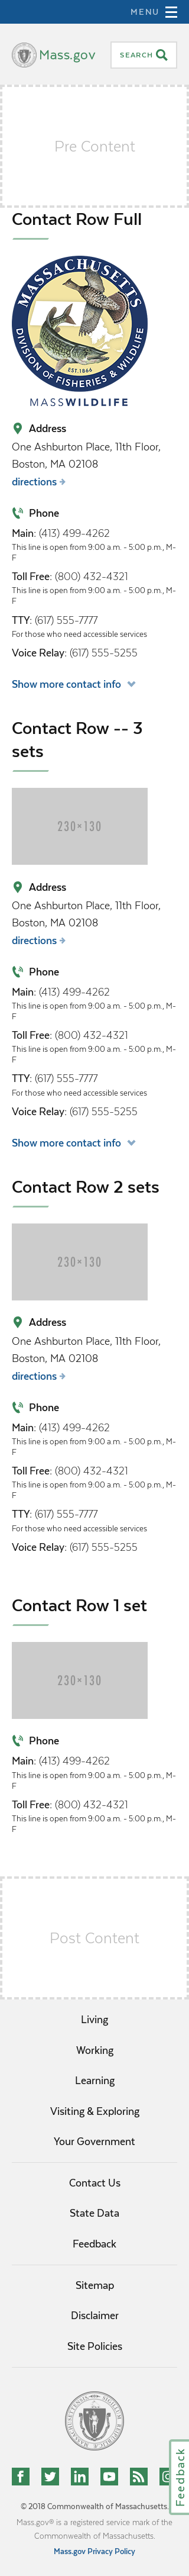 MENU
Mass.gov
SEARCH
Pre Content
Contact Row Full
MASSACHUSETTS
EST. 1866
DIVISION OF FISHERIES & WILDLIFE
MASSWILDLIFE
Address
One Ashburton Place, 11th Floor,
Boston, MA 02108
directions
Phone
Main: (413) 499-4262
This line is open from 9:00 a.m. - 5:00 p.m., M-
F
Toll Free: (800) 432-4321
This line is open from 9:00 a.m. - 5:00 p.m., M-
F
TTY: (617) 555-7777
For those who need accessible services
Voice Relay: (617) 555-5255
Show more contact info
Contact Row -- 3
sets
230×130
Address
One Ashburton Place, 11th Floor,
Boston, MA 02108
directions
Phone
Main: (413) 499-4262
This line is open from 9:00 a.m. - 5:00 p.m., M-
F
Toll Free: (800) 432-4321
This line is open from 9:00 a.m. - 5:00 p.m., M-
F
TTY: (617) 555-7777
For those who need accessible services
Voice Relay: (617) 555-5255
Show more contact info
Contact Row 2 sets
230×130
Address
One Ashburton Place, 11th Floor,
Boston, MA 02108
directions
Phone
Main: (413) 499-4262
This line is open from 9:00 a.m. - 5:00 p.m., M-
F
Toll Free: (800) 432-4321
This line is open from 9:00 a.m. - 5:00 p.m., M-
F
TTY: (617) 555-7777
For those who need accessible services
Voice Relay: (617) 555-5255
Contact Row 1 set
230×130
Phone
Main: (413) 499-4262
This line is open from 9:00 a.m. - 5:00 p.m., M-
F
Toll Free: (800) 432-4321
This line is open from 9:00 a.m. - 5:00 p.m., M-
F
Post Content
Living
Working
Learning
Visiting & Exploring
Your Government
Contact Us
State Data
Feedback
Sitemap
Disclaimer
Site Policies
Feedback
© 2018 Commonwealth of Massachusetts.
Mass.gov® is a registered service mark of the
Commonwealth of Massachusetts.
Mass.gov Privacy Policy